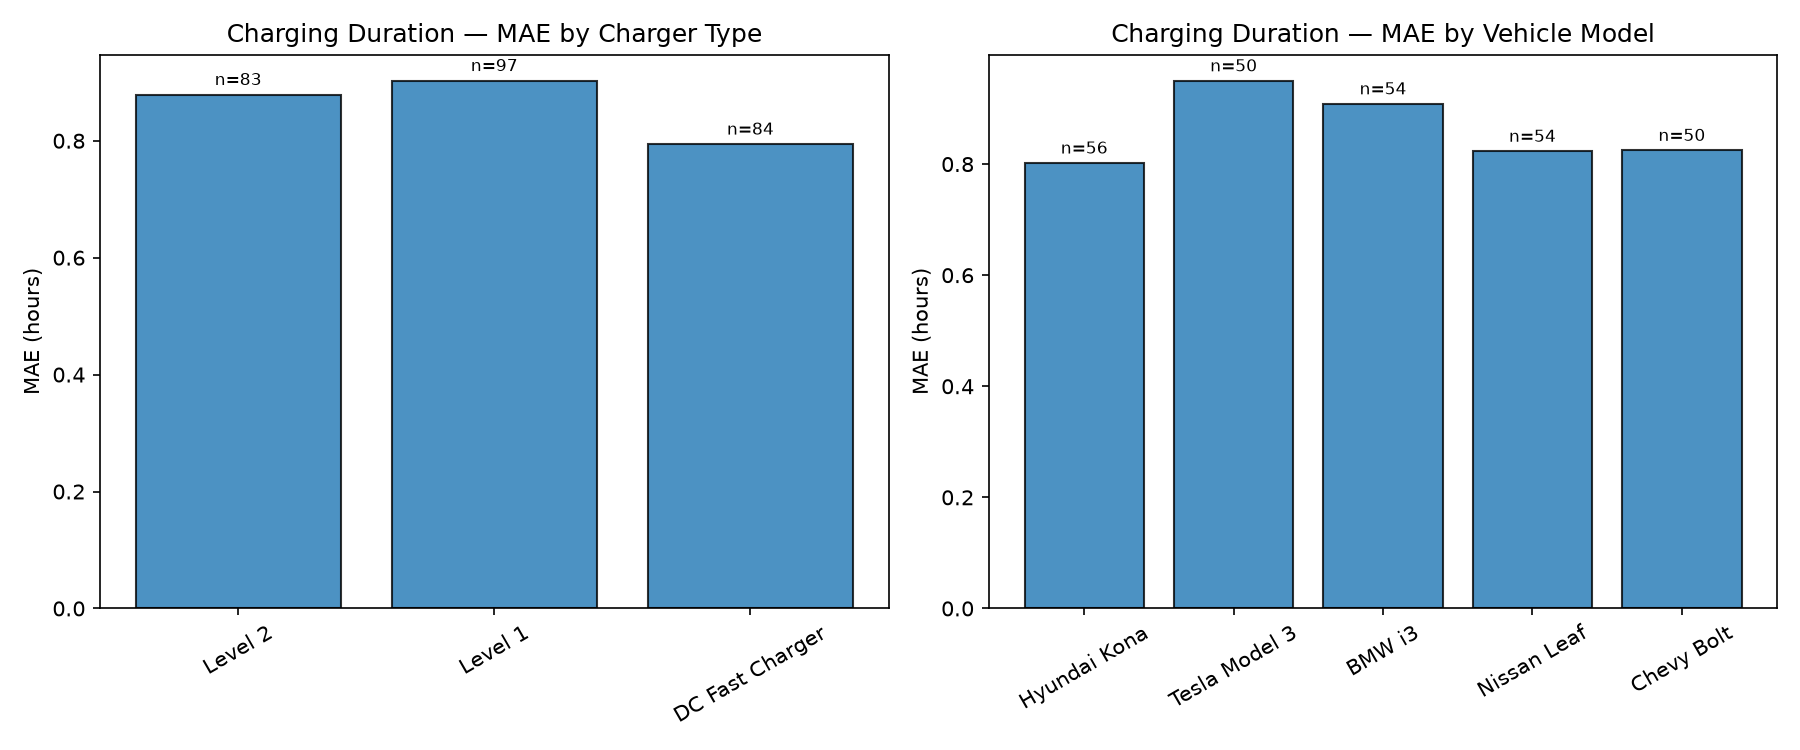 Charging Duration — MAE by Charger Type
n=83
n=97
n=84
MAE (hours)
0.8
0.6
0.4
0.2
0.0
Level 2
Level 1
DC Fast Charger
Charging Duration — MAE by Vehicle Model
n=56
n=50
n=54
n=54
n=50
MAE (hours)
0.8
0.6
0.4
0.2
0.0
Hyundai Kona
Tesla Model 3
BMW i3
Nissan Leaf
Chevy Bolt